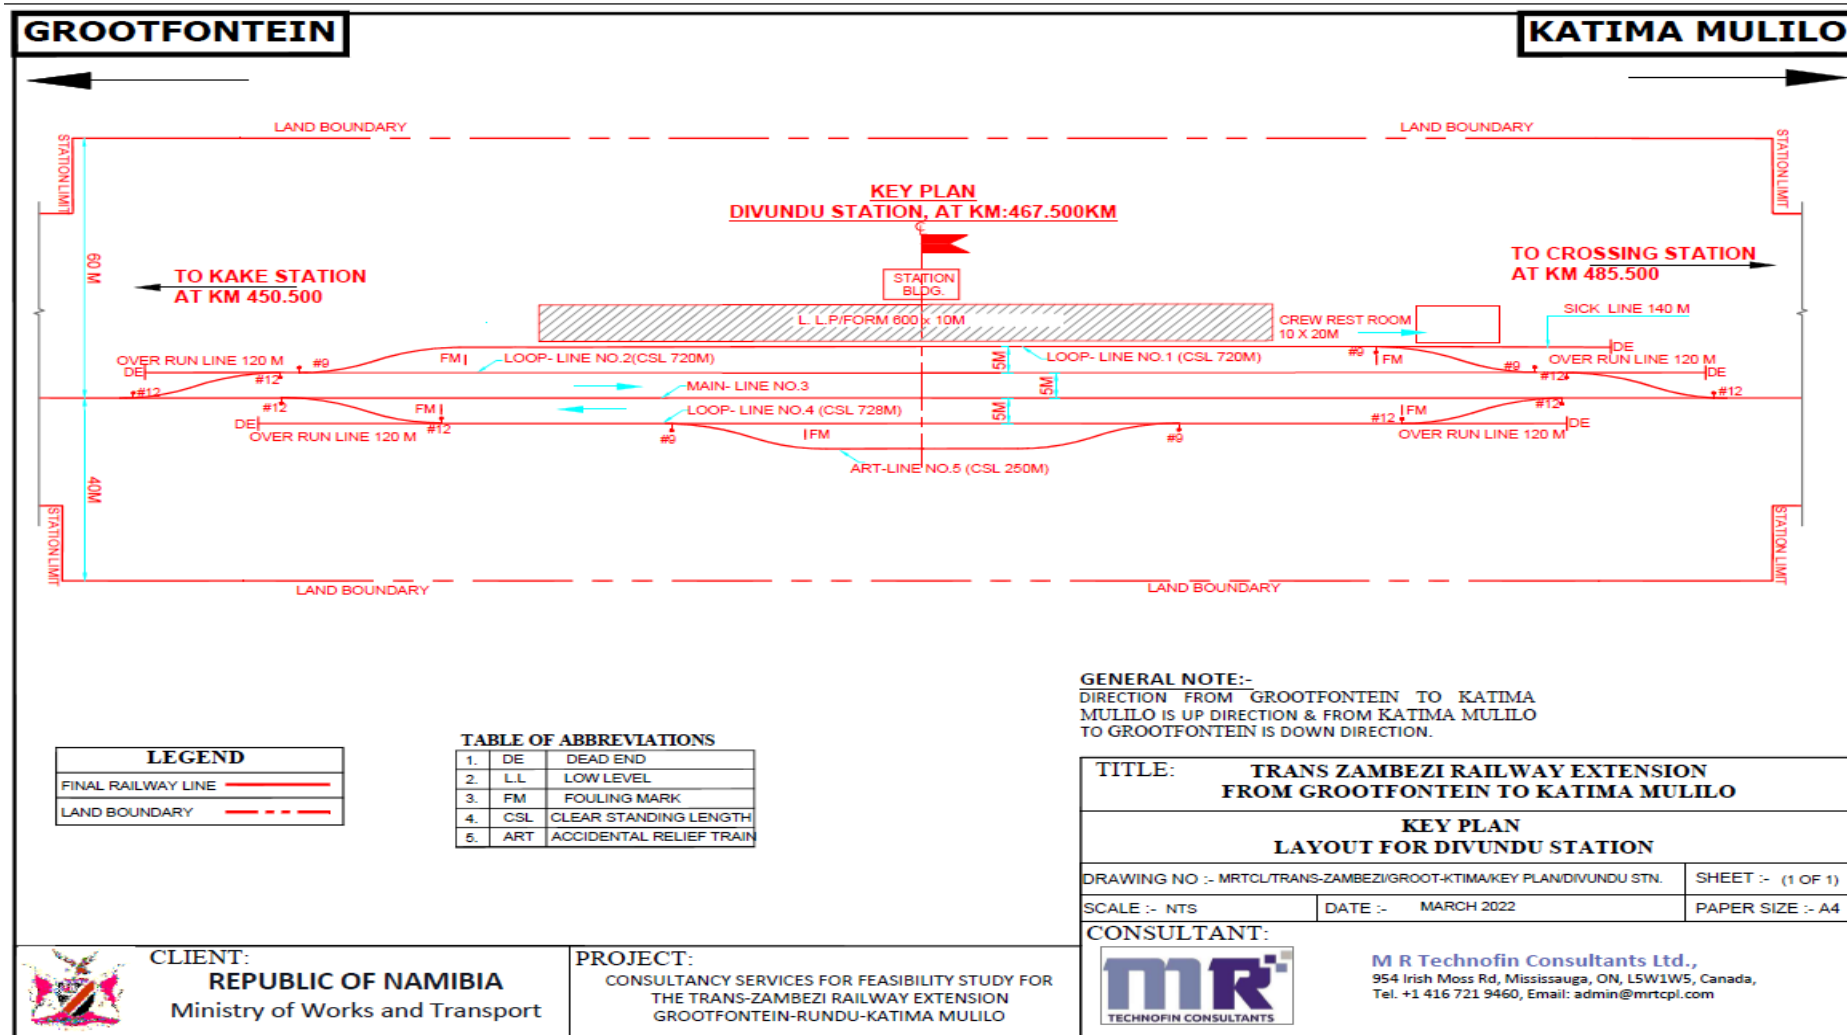 GROOTFONTEIN
KATIMA MULILO
LAND BOUNDARY
LAND BOUNDARY
STATION LIMIT
STATION LIMIT
KEY PLAN
DIVUNDU STATION, AT KM:467.500KM
℄
60 M
TO KAKE STATION
AT KM 450.500
TO CROSSING STATION
AT KM 485.500
STATION
BLDG.
L. L.P/FORM 600 x 10M
CREW REST ROOM
10 X 20M
SICK LINE 140 M
OVER RUN LINE 120 M
#9
FM
LOOP- LINE NO.2(CSL 720M)
5M
LOOP- LINE NO.1 (CSL 720M)
#9
FM
#9
DE
OVER RUN LINE 120 M
DE
#12
#12
MAIN- LINE NO.3
5M
#12
DE
#12
#12
FM
LOOP- LINE NO.4 (CSL 728M)
5M
#12
FM
#12
DE
OVER RUN LINE 120 M
#12
#9
FM
#9
OVER RUN LINE 120 M
DE
ART-LINE NO.5 (CSL 250M)
40M
STATION LIMIT
STATION LIMIT
LAND BOUNDARY
LAND BOUNDARY
GENERAL NOTE:-
DIRECTION FROM GROOTFONTEIN TO KATIMA
MULILO IS UP DIRECTION & FROM KATIMA MULILO
TO GROOTFONTEIN IS DOWN DIRECTION.
LEGEND
FINAL RAILWAY LINE
LAND BOUNDARY
TABLE OF ABBREVIATIONS
1. DE DEAD END
2. L.L LOW LEVEL
3. FM FOULING MARK
4. CSL CLEAR STANDING LENGTH
5. ART ACCIDENTAL RELIEF TRAIN
TITLE: TRANS ZAMBEZI RAILWAY EXTENSION
FROM GROOTFONTEIN TO KATIMA MULILO
KEY PLAN
LAYOUT FOR DIVUNDU STATION
DRAWING NO :- MRTCL/TRANS-ZAMBEZI/GROOT-KTIMA/KEY PLAN/DIVUNDU STN.
SHEET :- (1 OF 1)
SCALE :- NTS
DATE :- MARCH 2022
PAPER SIZE :- A4
CLIENT:
REPUBLIC OF NAMIBIA
Ministry of Works and Transport
PROJECT:
CONSULTANCY SERVICES FOR FEASIBILITY STUDY FOR
THE TRANS-ZAMBEZI RAILWAY EXTENSION
GROOTFONTEIN-RUNDU-KATIMA MULILO
CONSULTANT:
MR
TECHNOFIN CONSULTANTS
M R Technofin Consultants Ltd.,
954 Irish Moss Rd, Mississauga, ON, L5W1W5, Canada,
Tel. +1 416 721 9460, Email: admin@mrtcpl.com